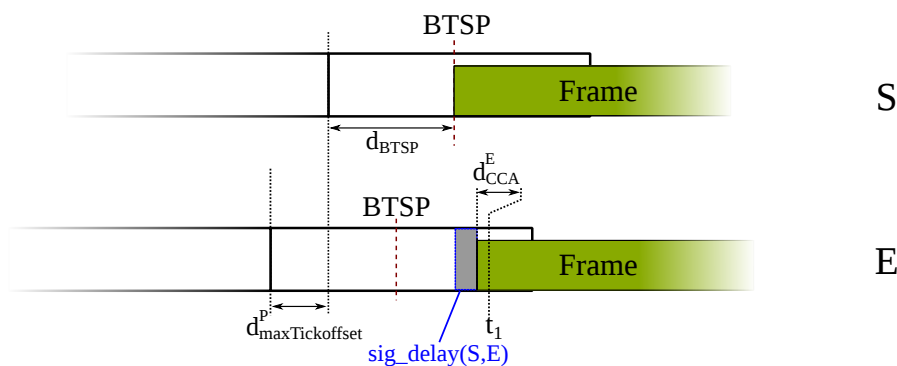 BTSP
Frame
S
d_BTSP
d^E_CCA
BTSP
Frame
E
d^P_maxTickoffset
t_1
sig_delay(S,E)